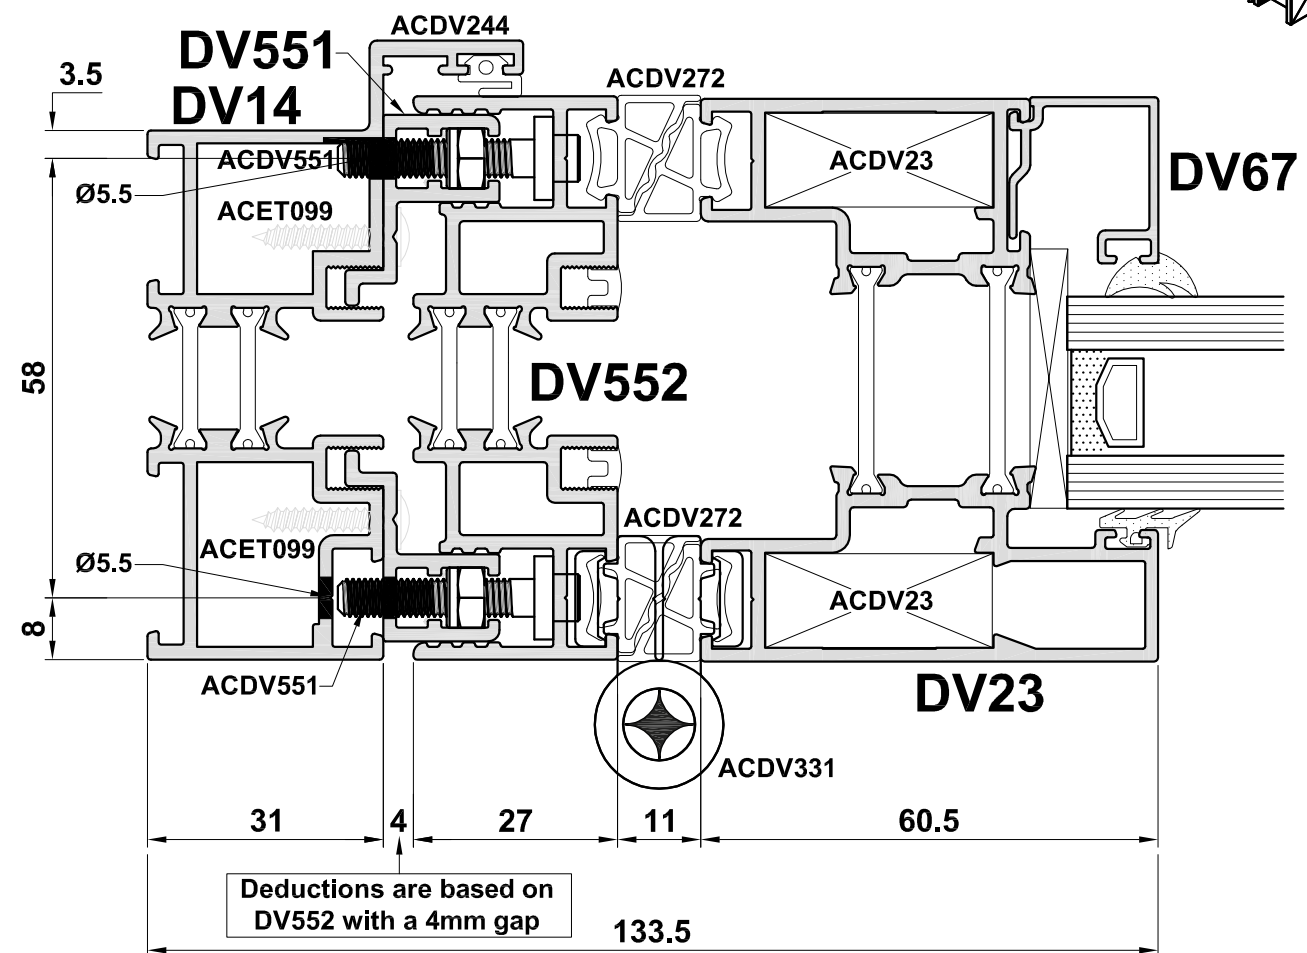 ACDV244
DV551
3.5
ACDV272
DV14
ACDV551
ACDV23
DV67
Ø5.5
ACET099
58
DV552
ACDV272
ACET099
Ø5.5
ACDV23
8
ACDV551
DV23
ACDV331
31
4
27
11
60.5
Deductions are based on
DV552 with a 4mm gap
133.5